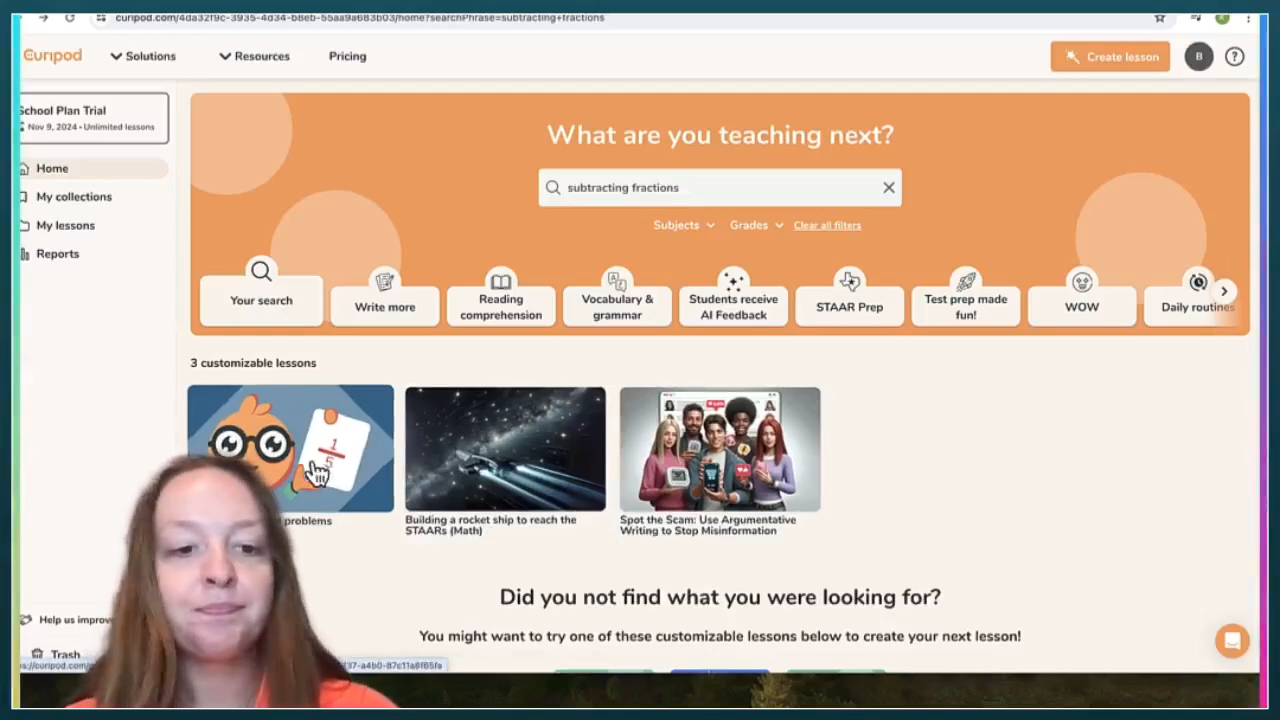 curipod.com/4da32f9c-3935-4d34-b8eb-55aa9a683b03/home?searchPhrase=subtracting+fractions
Curipod
Solutions
Resources
Pricing
Create lesson
B
?
School Plan Trial
Nov 9, 2024 • Unlimited lessons
Home
My collections
My lessons
Reports
What are you teaching next?
subtracting fractions
Subjects
Grades
Clear all filters
Your search
Write more
Reading
comprehension
Vocabulary &
grammar
Students receive
AI Feedback
STAAR Prep
Test prep made
fun!
WOW
Daily routines
3 customizable lessons
1
5
problems
Building a rocket ship to reach the
STAARs (Math)
Spot the Scam: Use Argumentative
Writing to Stop Misinformation
Did you not find what you were looking for?
You might want to try one of these customizable lessons below to create your next lesson!
Help us improv
Trash